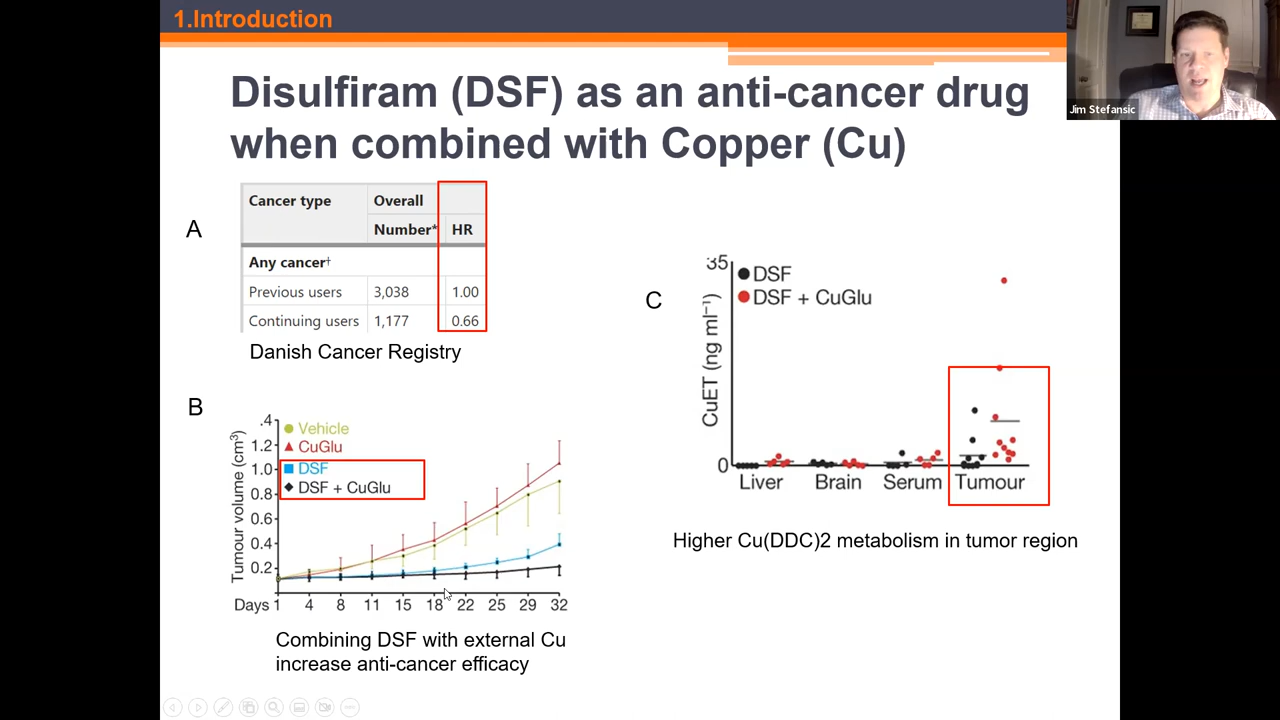 1.Introduction
Jim Stefansic
Disulfiram (DSF) as an anti-cancer drug
when combined with Copper (Cu)
A
Cancer type Overall
Number* HR
Any cancer†
Previous users 3,038 1.00
Continuing users 1,177 0.66
Danish Cancer Registry
B
Tumour volume (cm³)
.4
1.2
1.0
0.8
0.6
0.4
0.2
Vehicle
CuGlu
DSF
DSF + CuGlu
Days 1 4 8 11 15 18 22 25 29 32
Combining DSF with external Cu
increase anti-cancer efficacy
C
CuET (ng ml⁻¹)
35
0
DSF
DSF + CuGlu
Liver Brain Serum Tumour
Higher Cu(DDC)2 metabolism in tumor region